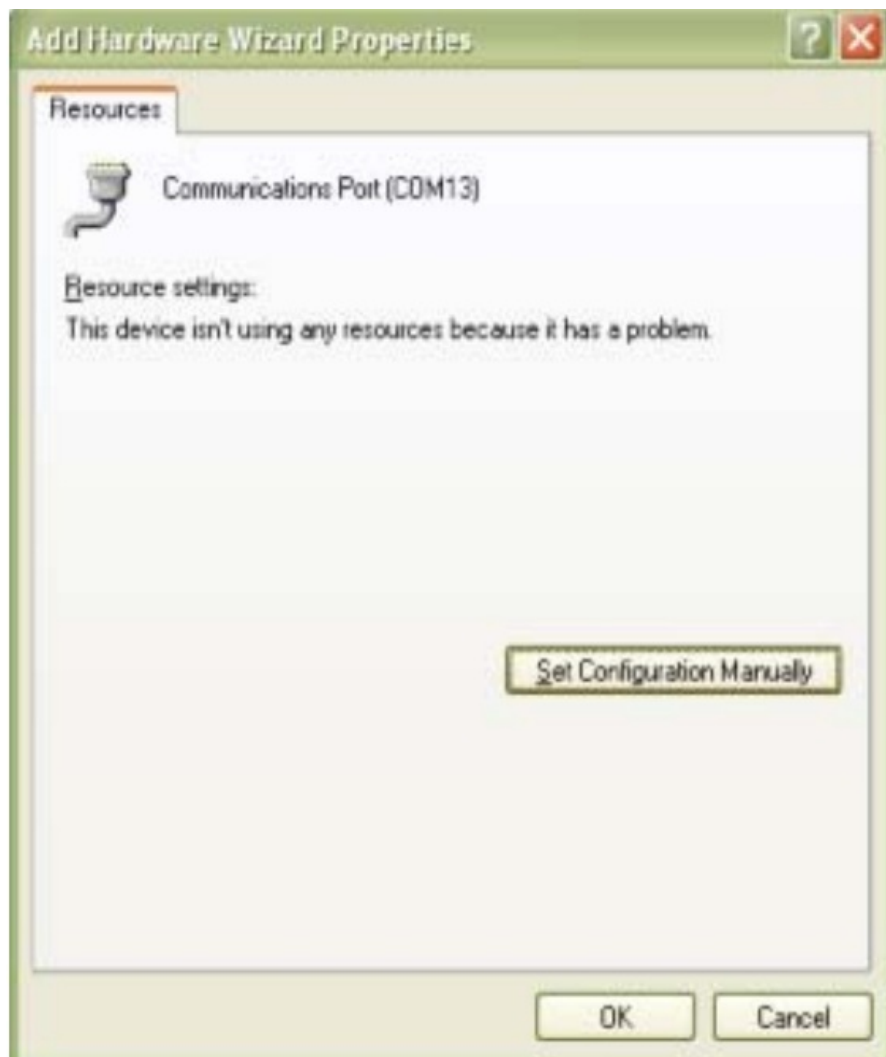 Add Hardware Wizard Properties
Resources
Communications Port (COM13)
Resource settings:
This device isn't using any resources because it has a problem.
Set Configuration Manually
OK
Cancel